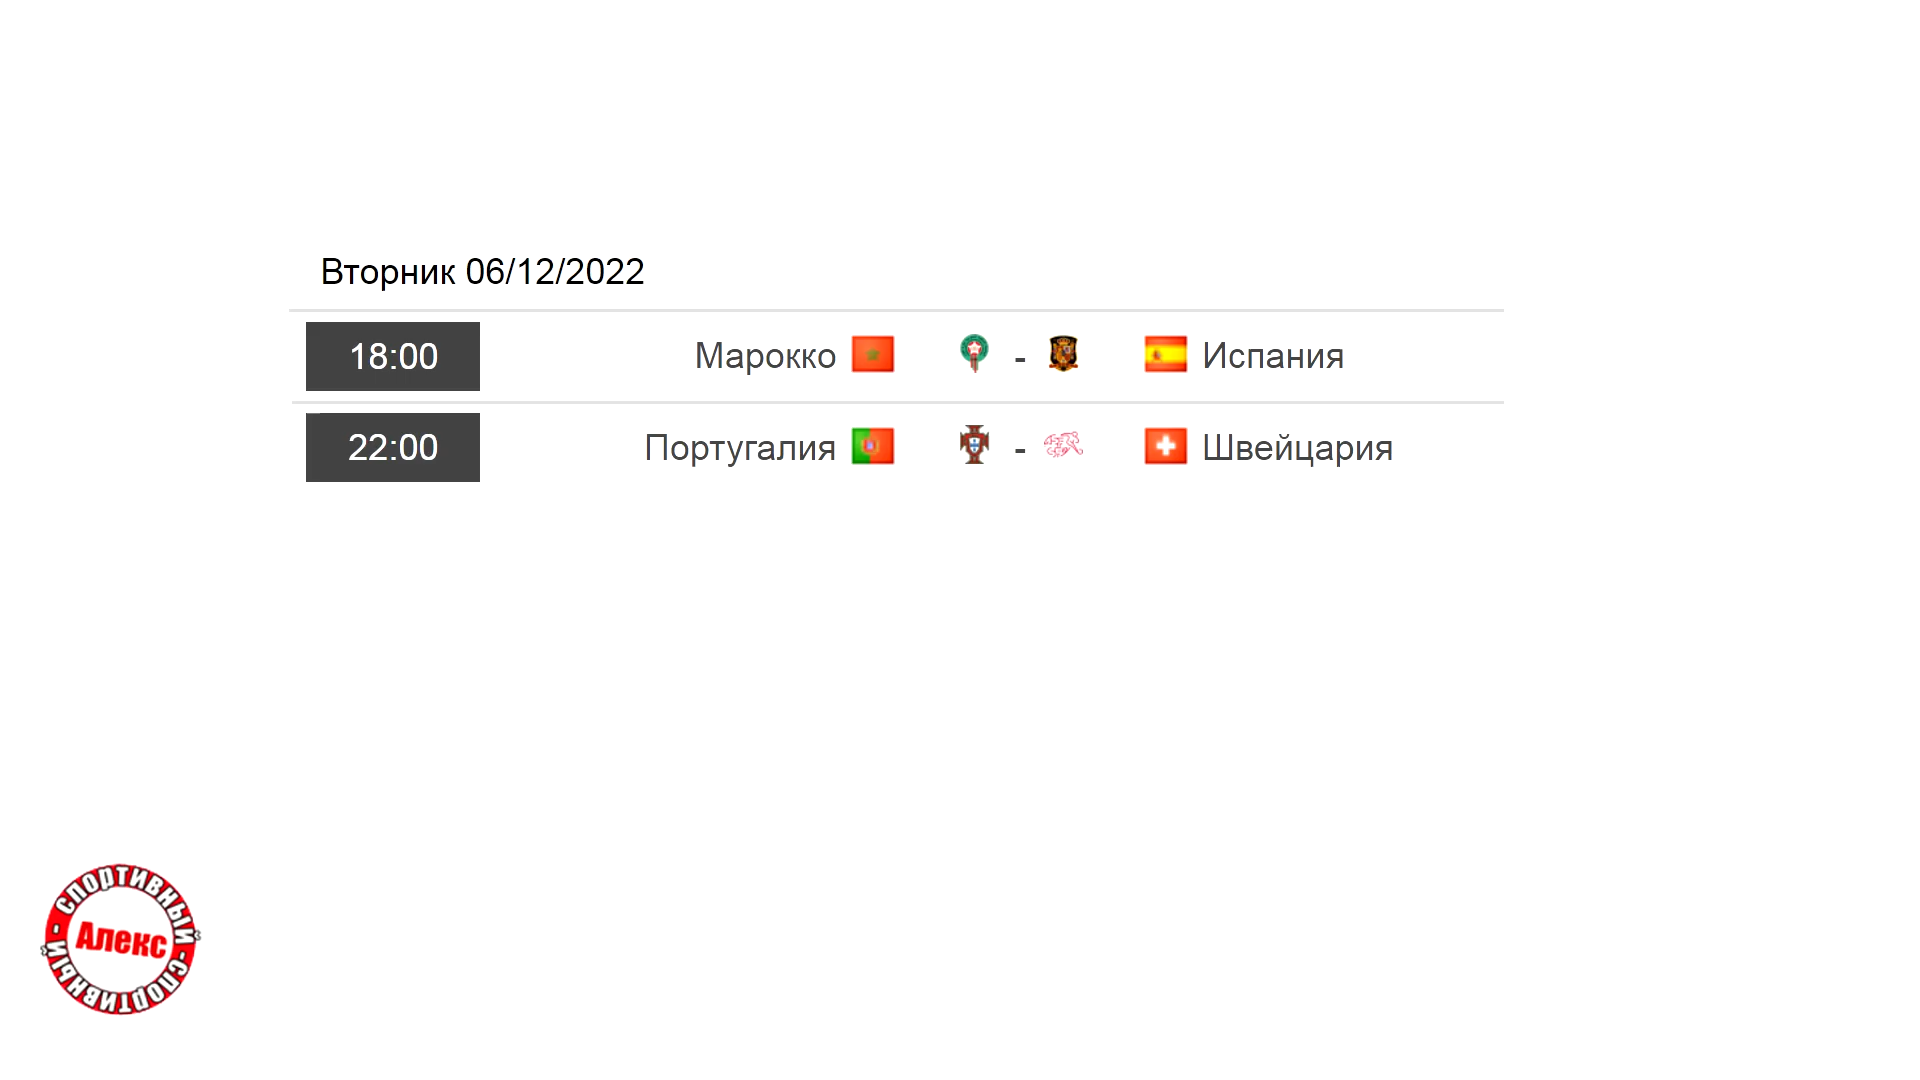 Вторник 06/12/2022
18:00 Марокко - Испания
22:00 Португалия - Швейцария
СПОРТИВНЫЙ
Алекс
СПОРТИВНЫЙ